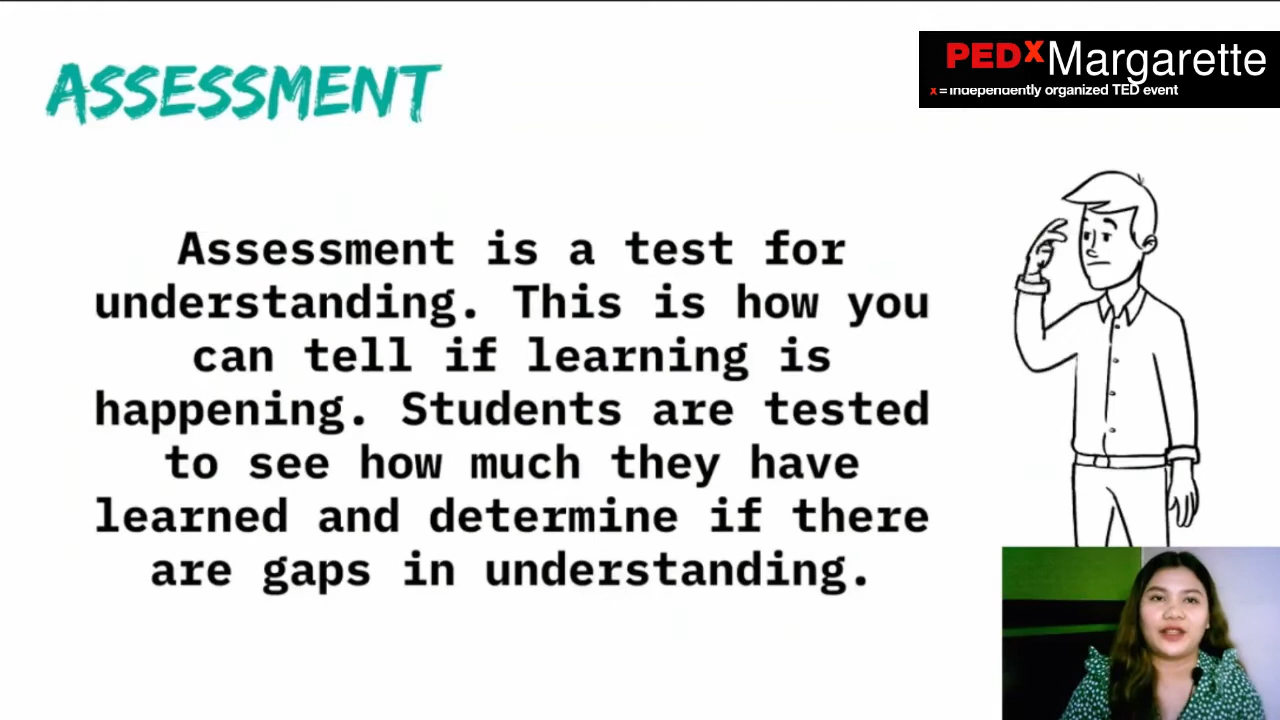 ASSESSMENT
PEDxMargarette
x = Independently organized TED event
Assessment is a test for
understanding. This is how you
can tell if learning is
happening. Students are tested
to see how much they have
learned and determine if there
are gaps in understanding.